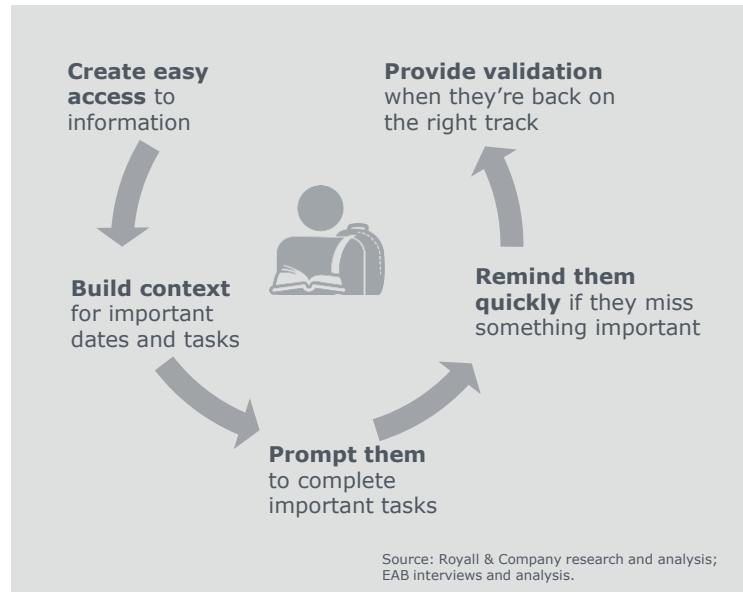 Create easy
access to
information
Build context
for important
dates and tasks
Prompt them
to complete
important tasks
Remind them
quickly if they miss
something important
Provide validation
when they’re back on
the right track
Source: Royall & Company research and analysis;
EAB interviews and analysis.